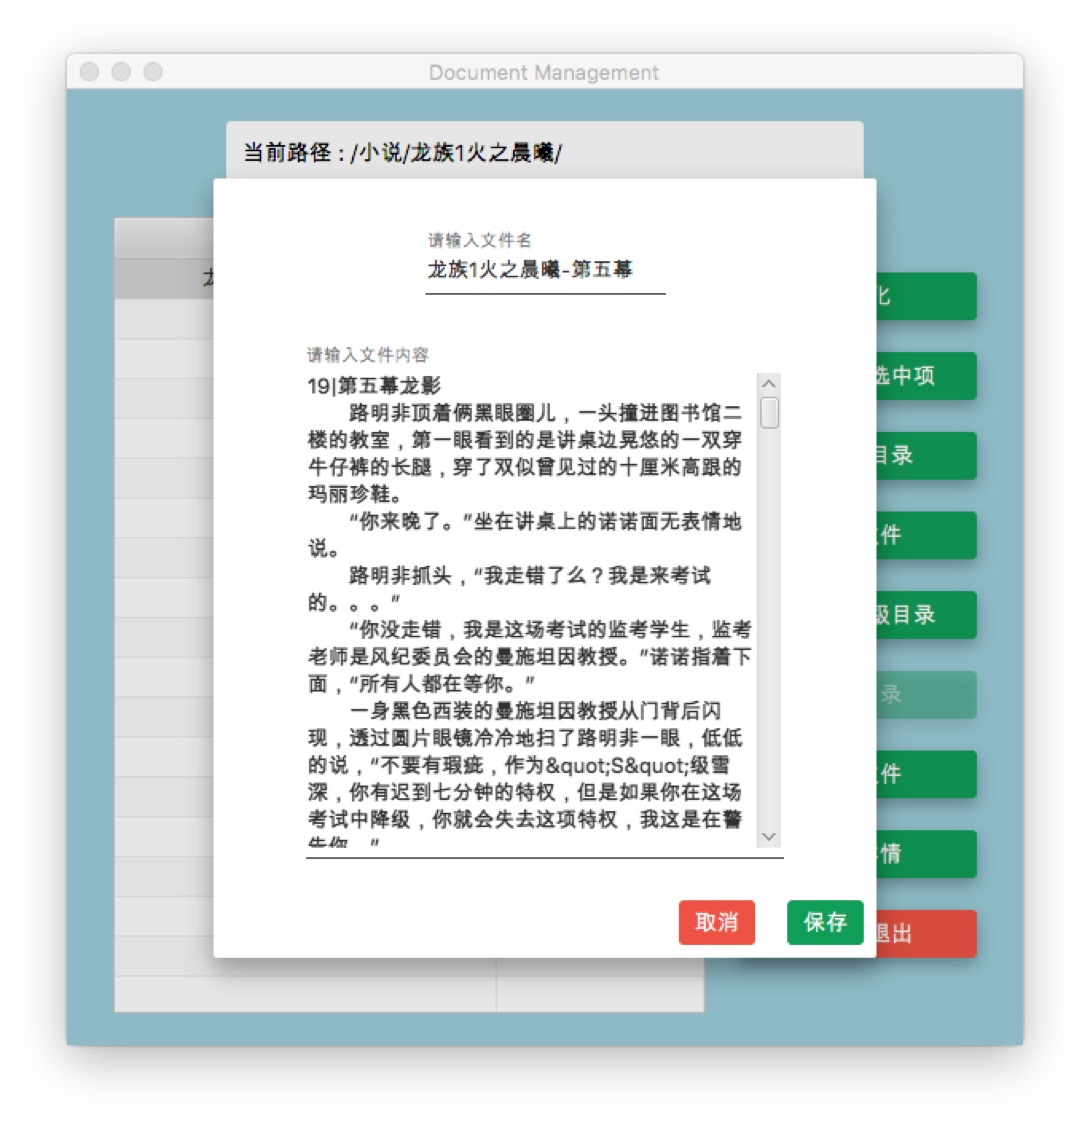 Document Management
当前路径：/小说/龙族1火之晨曦/
请输入文件名
龙族1火之晨曦-第五幕
请输入文件内容
19|第五幕龙影
路明非顶着俩黑眼圈儿，一头撞进图书馆二
楼的教室，第一眼看到的是讲桌边晃悠的一双穿
牛仔裤的长腿，穿了双似曾见过的十厘米高跟的
玛丽珍鞋。
“你来晚了。”坐在讲桌上的诺诺面无表情地
说。
路明非抓头，“我走错了么？我是来考试
的。。。”
“你没走错，我是这场考试的监考学生，监考
老师是风纪委员会的曼施坦因教授。”诺诺指着下
面，“所有人都在等你。”
一身黑色西装的曼施坦因教授从门背后闪
现，透过圆片眼镜冷冷地扫了路明非一眼，低低
的说，“不要有瑕疵，作为&quot;S&quot;级雪
深，你有迟到七分钟的特权，但是如果你在这场
考试中降级，你就会失去这项特权，我这是在警
告你。”
取消
保存
化
选中项
目录
件
级目录
录
件
情
退出